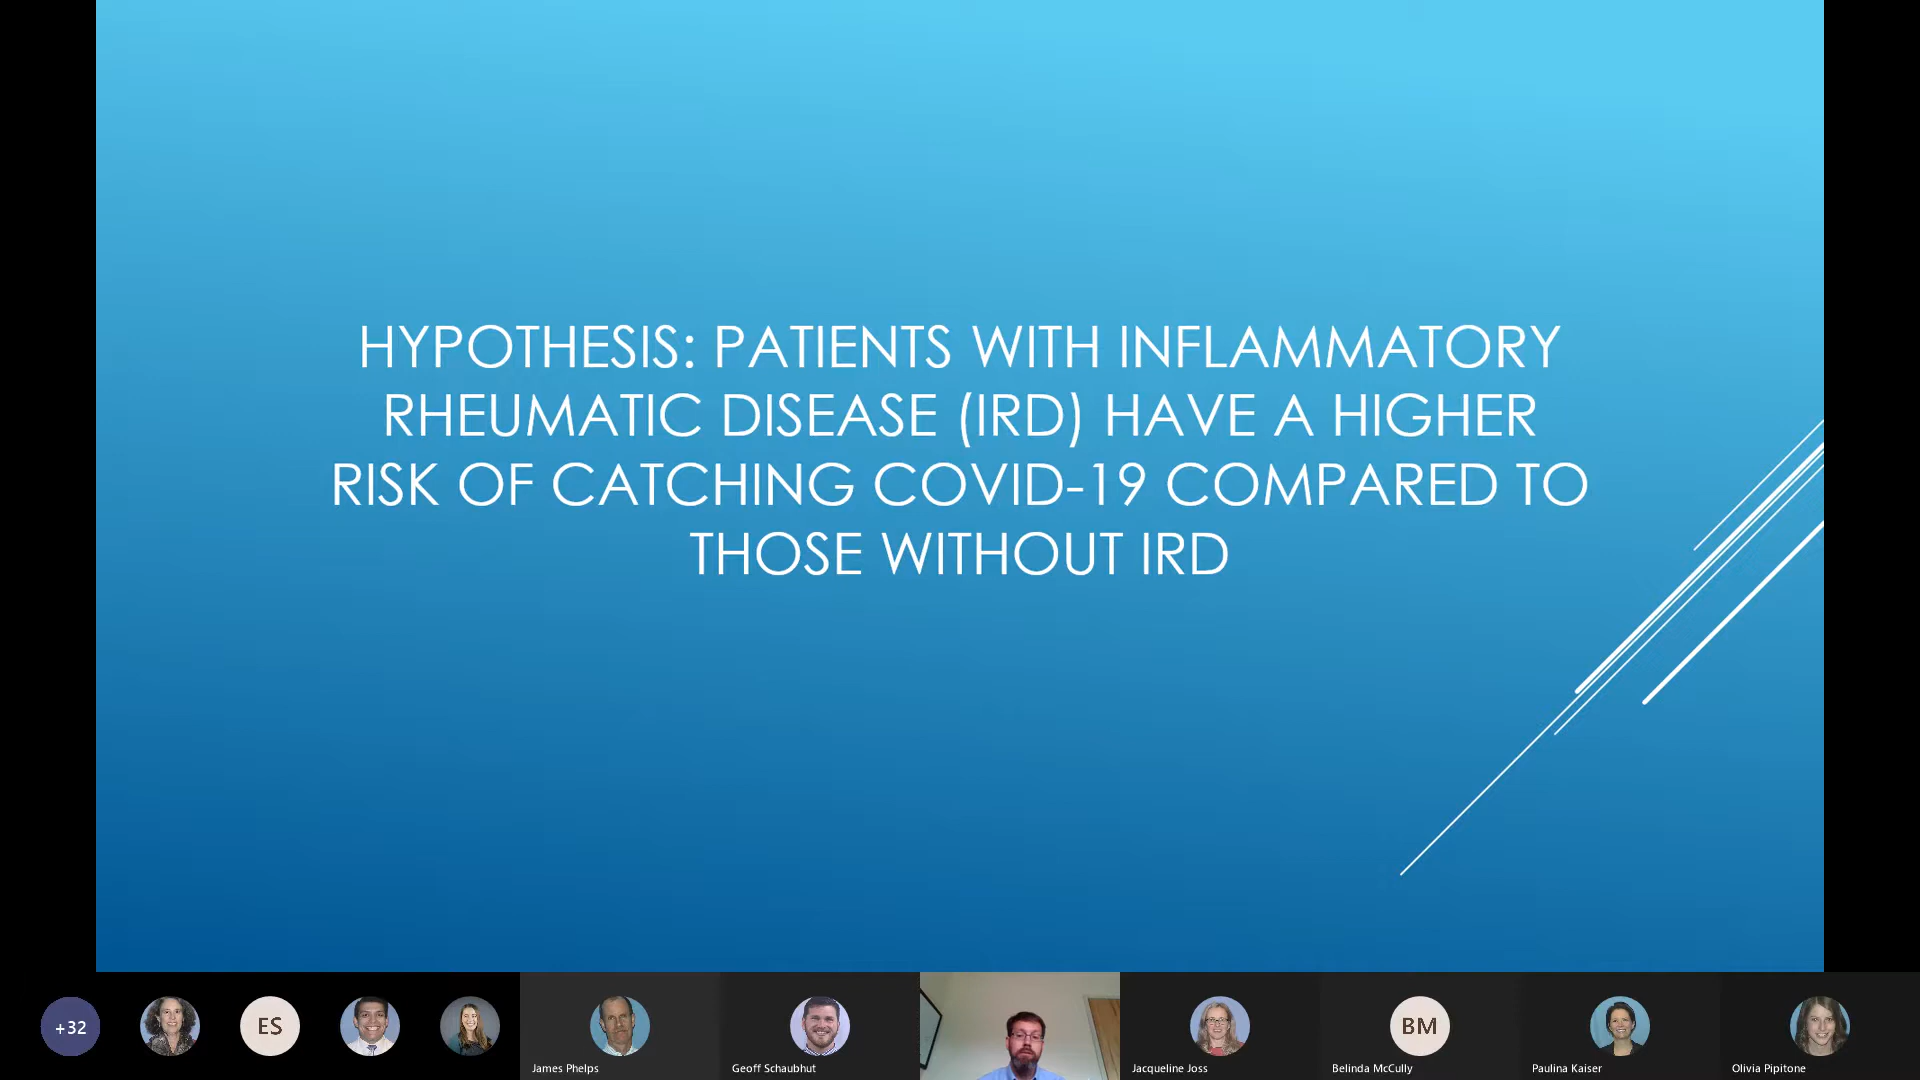 HYPOTHESIS: PATIENTS WITH INFLAMMATORY
RHEUMATIC DISEASE (IRD) HAVE A HIGHER
RISK OF CATCHING COVID-19 COMPARED TO
THOSE WITHOUT IRD
+32
ES
James Phelps
Geoff Schaubhut
Jacqueline Joss
BM
Belinda McCully
Paulina Kaiser
Olivia Pipitone